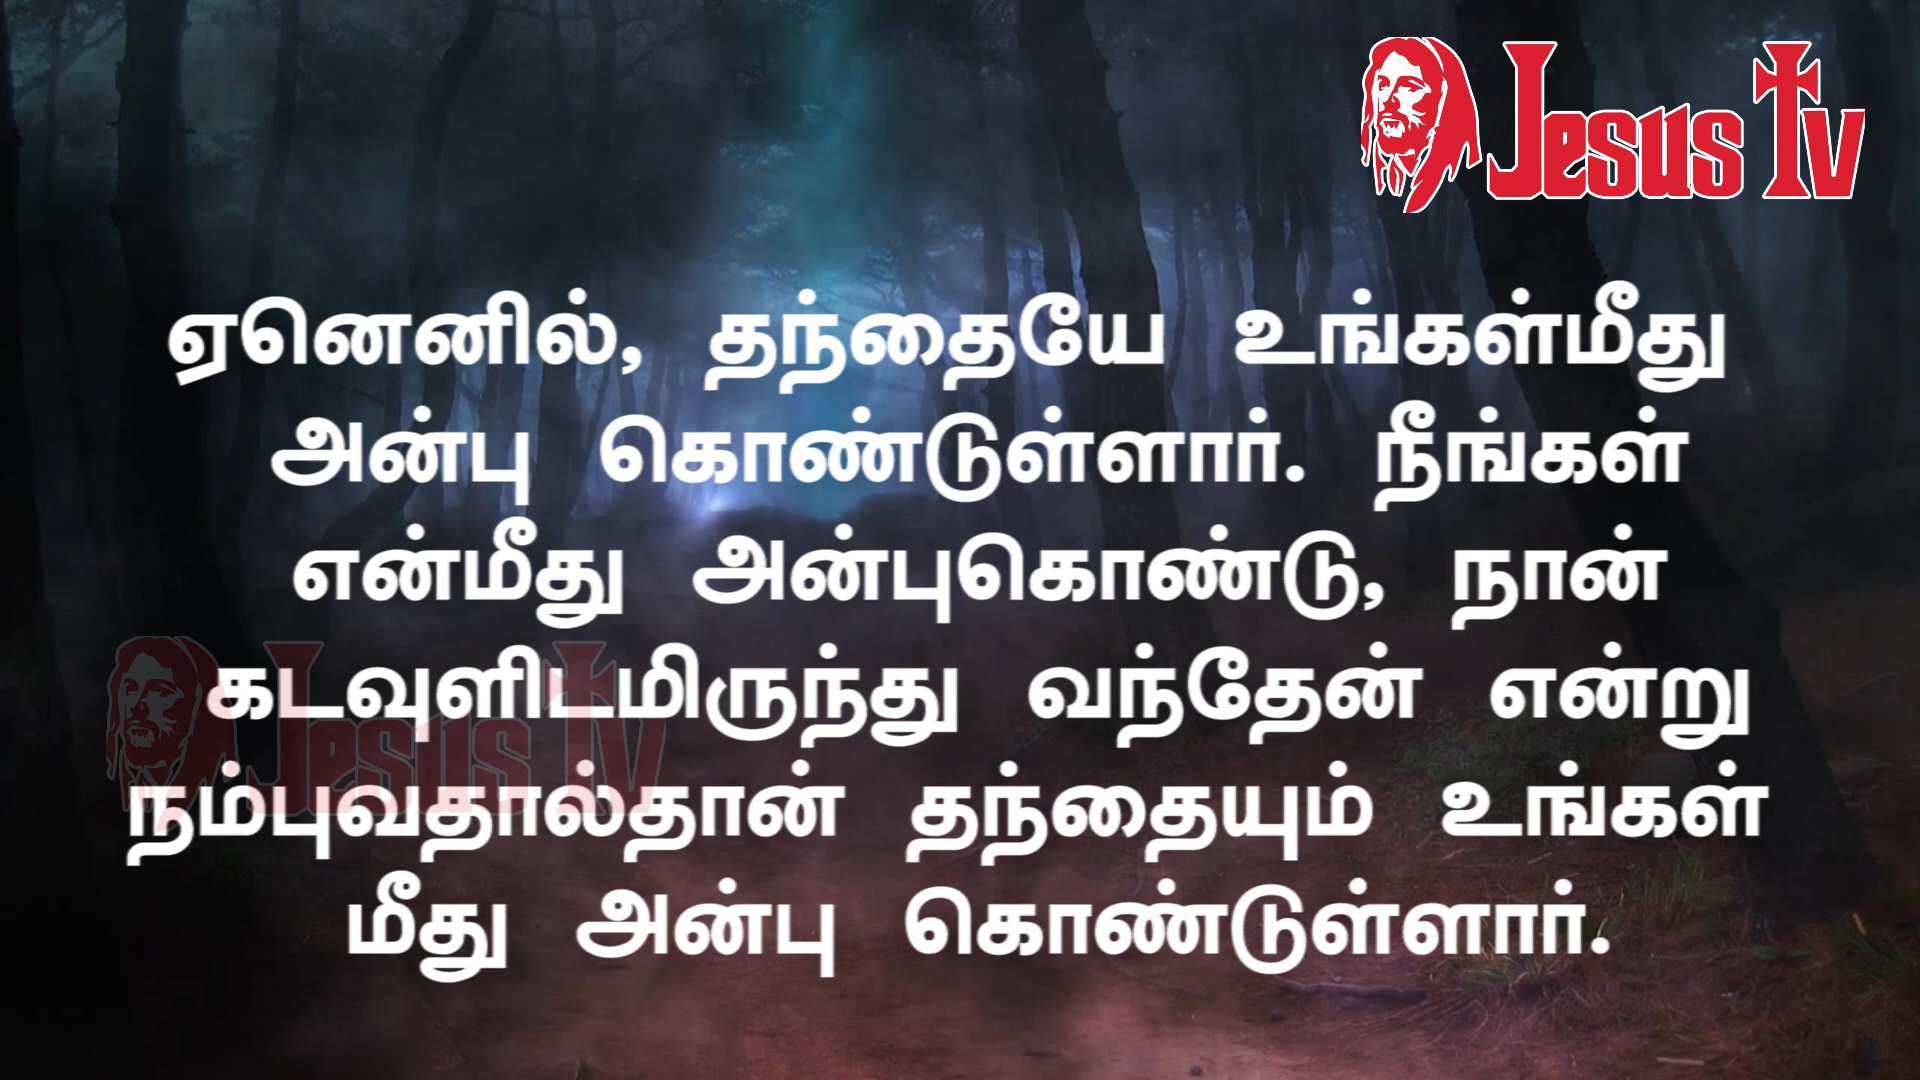 Jesus Tv
ஏனெனில், தந்தையே உங்கள்மீது
அன்பு கொண்டுள்ளார். நீங்கள்
என்மீது அன்புகொண்டு, நான்
கடவுளிடமிருந்து வந்தேன் என்று
நம்புவதால்தான் தந்தையும் உங்கள்
மீது அன்பு கொண்டுள்ளார்.
Jesus Tv